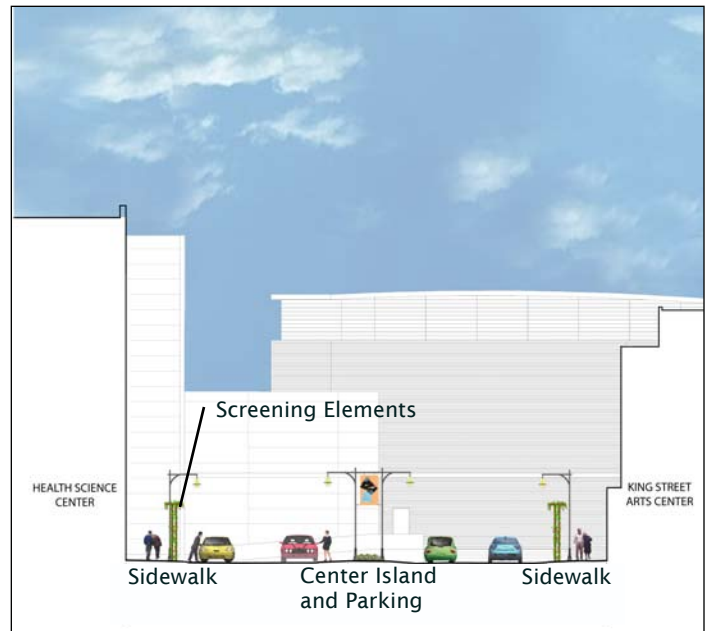 Screening Elements
HEALTH SCIENCE
CENTER
KING STREET
ARTS CENTER
Sidewalk
Center Island
and Parking
Sidewalk